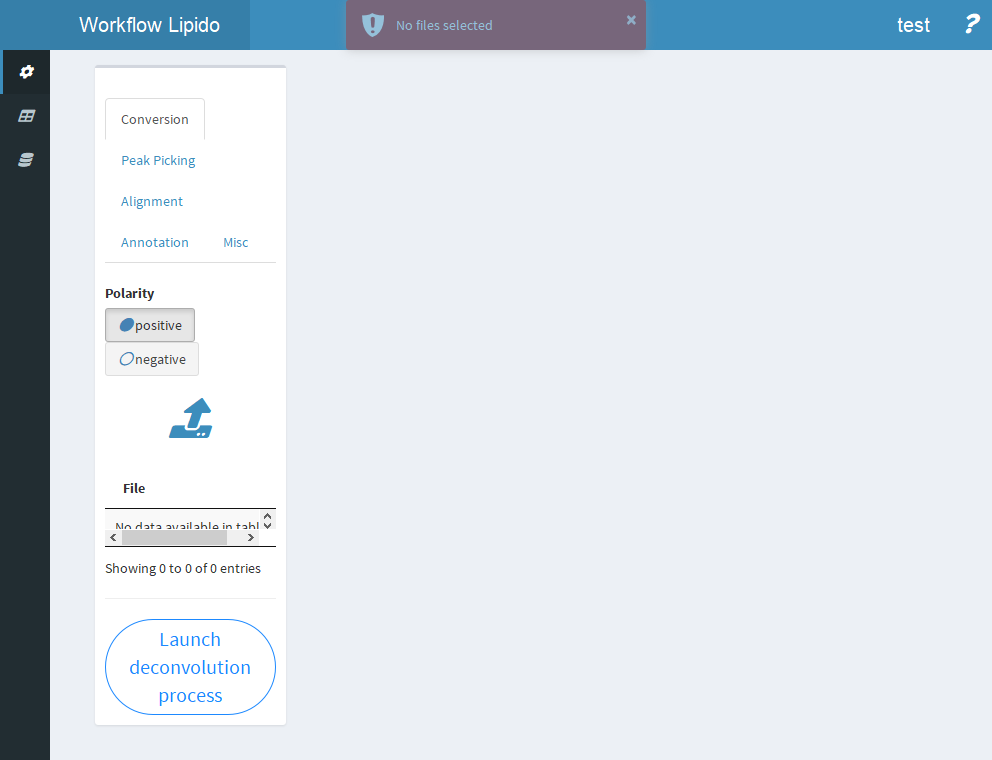 Workflow Lipido
No files selected
×
test
?
Conversion
Peak Picking
Alignment
Annotation Misc
Polarity
positive
negative
File
No data available in tabl
Showing 0 to 0 of 0 entries
Launch
deconvolution
process